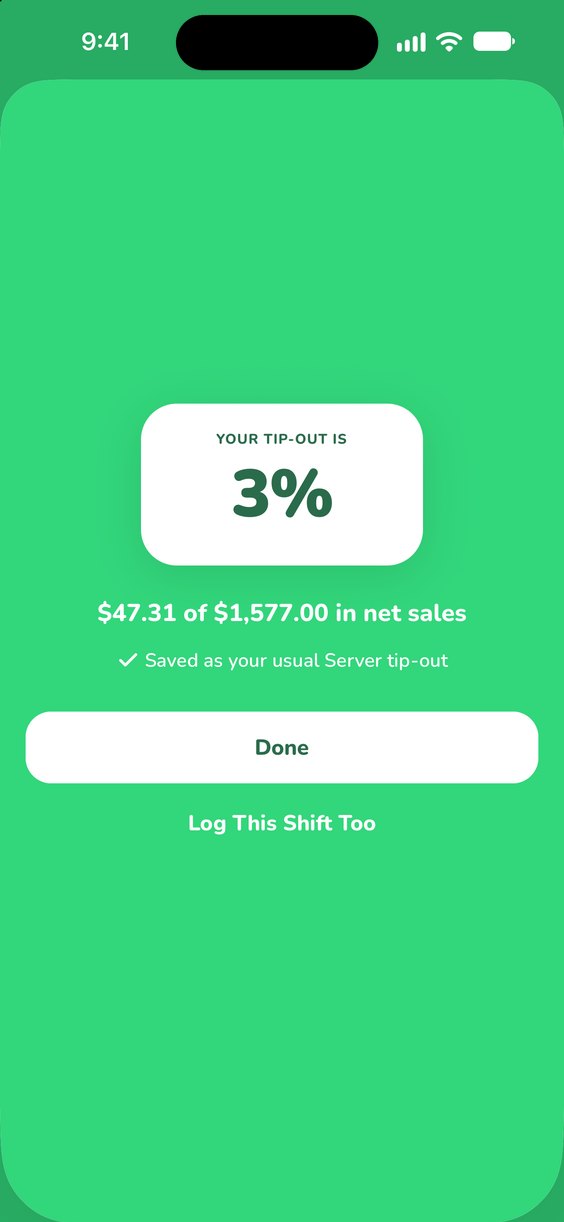 9:41
YOUR TIP-OUT IS
3%
$47.31 of $1,577.00 in net sales
Saved as your usual Server tip-out
Done
Log This Shift Too